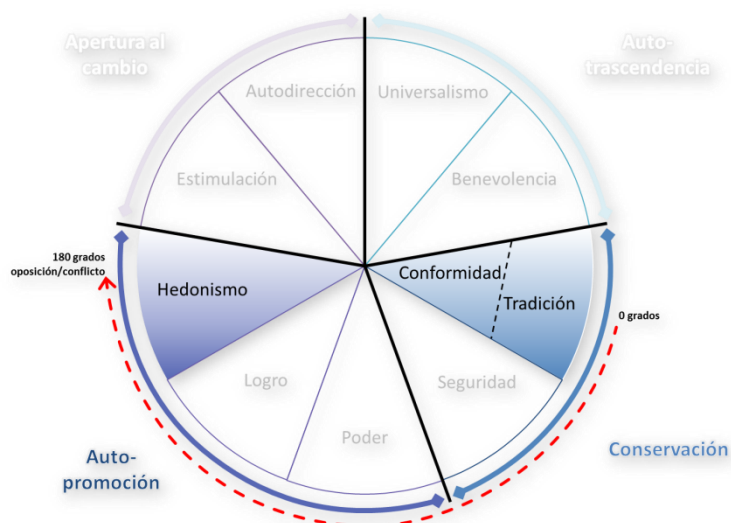 Apertura al
cambio
Auto-
trascendencia
Autodirección
Universalismo
Estimulación
Benevolencia
180 grados
oposición/conflicto
Hedonismo
Conformidad
Tradición
0 grados
Logro
Seguridad
Poder
Auto-
promoción
Conservación